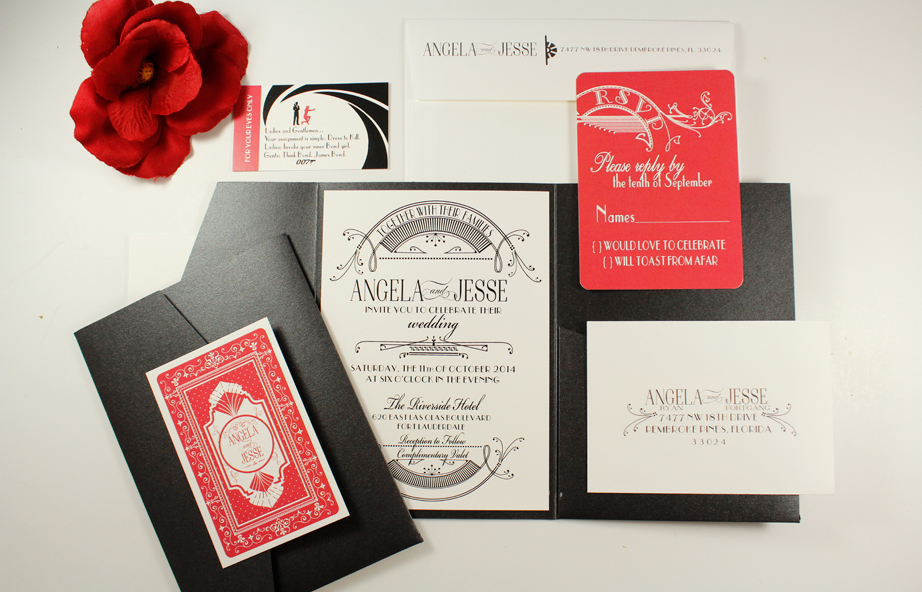 ANGELA and JESSE
7477 NW 18TH DRIVE PEMBROKE PINES, FL 33024
FOR YOUR EYES ONLY
Ladies and Gentlemen...
Your assignment is simple. Dress to Kill.
Ladies: Invoke your inner Bond girl.
Gents: Think Bond, James Bond.
007
RSVP
Please reply by
the tenth of September
Names
( ) WOULD LOVE TO CELEBRATE
( ) WILL TOAST FROM AFAR
TOGETHER WITH THEIR FAMILIES
ANGELA and JESSE
INVITE YOU TO CELEBRATE THEIR
wedding
SATURDAY, THE 11th OF OCTOBER 2014
AT SIX O'CLOCK IN THE EVENING
The Riverside Hotel
620 EAST LAS OLAS BOULEVARD
FORT LAUDERDALE
Reception to Follow
Complimentary Valet
ANGELA
and
JESSE
ANGELA and JESSE
RYAN FORTGANG
7477 NW 18TH DRIVE
PEMBROKE PINES, FLORIDA
33024